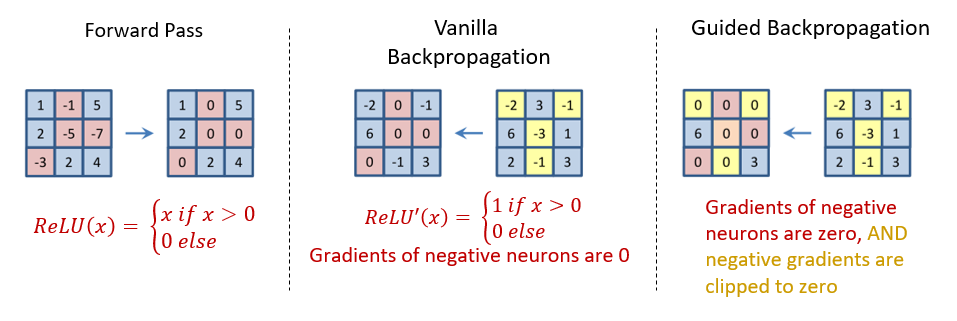 Forward Pass
1 -1 5
2 -5 -7
-3 2 4
1 0 5
2 0 0
0 2 4
ReLU(x) = {x if x > 0
0 else
Vanilla
Backpropagation
-2 0 -1
6 0 0
0 -1 3
-2 3 -1
6 -3 1
2 -1 3
ReLU'(x) = {1 if x > 0
0 else
Gradients of negative neurons are 0
Guided Backpropagation
0 0 0
6 0 0
0 0 3
-2 3 -1
6 -3 1
2 -1 3
Gradients of negative
neurons are zero, AND
negative gradients are
clipped to zero